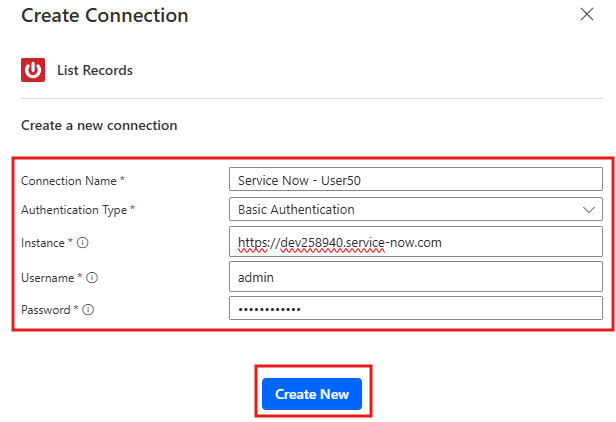 Create Connection
List Records
Create a new connection
Connection Name * Service Now - User50
Authentication Type * Basic Authentication
Instance * https://dev258940.service-now.com
Username * admin
Password * ••••••••••••
Create New